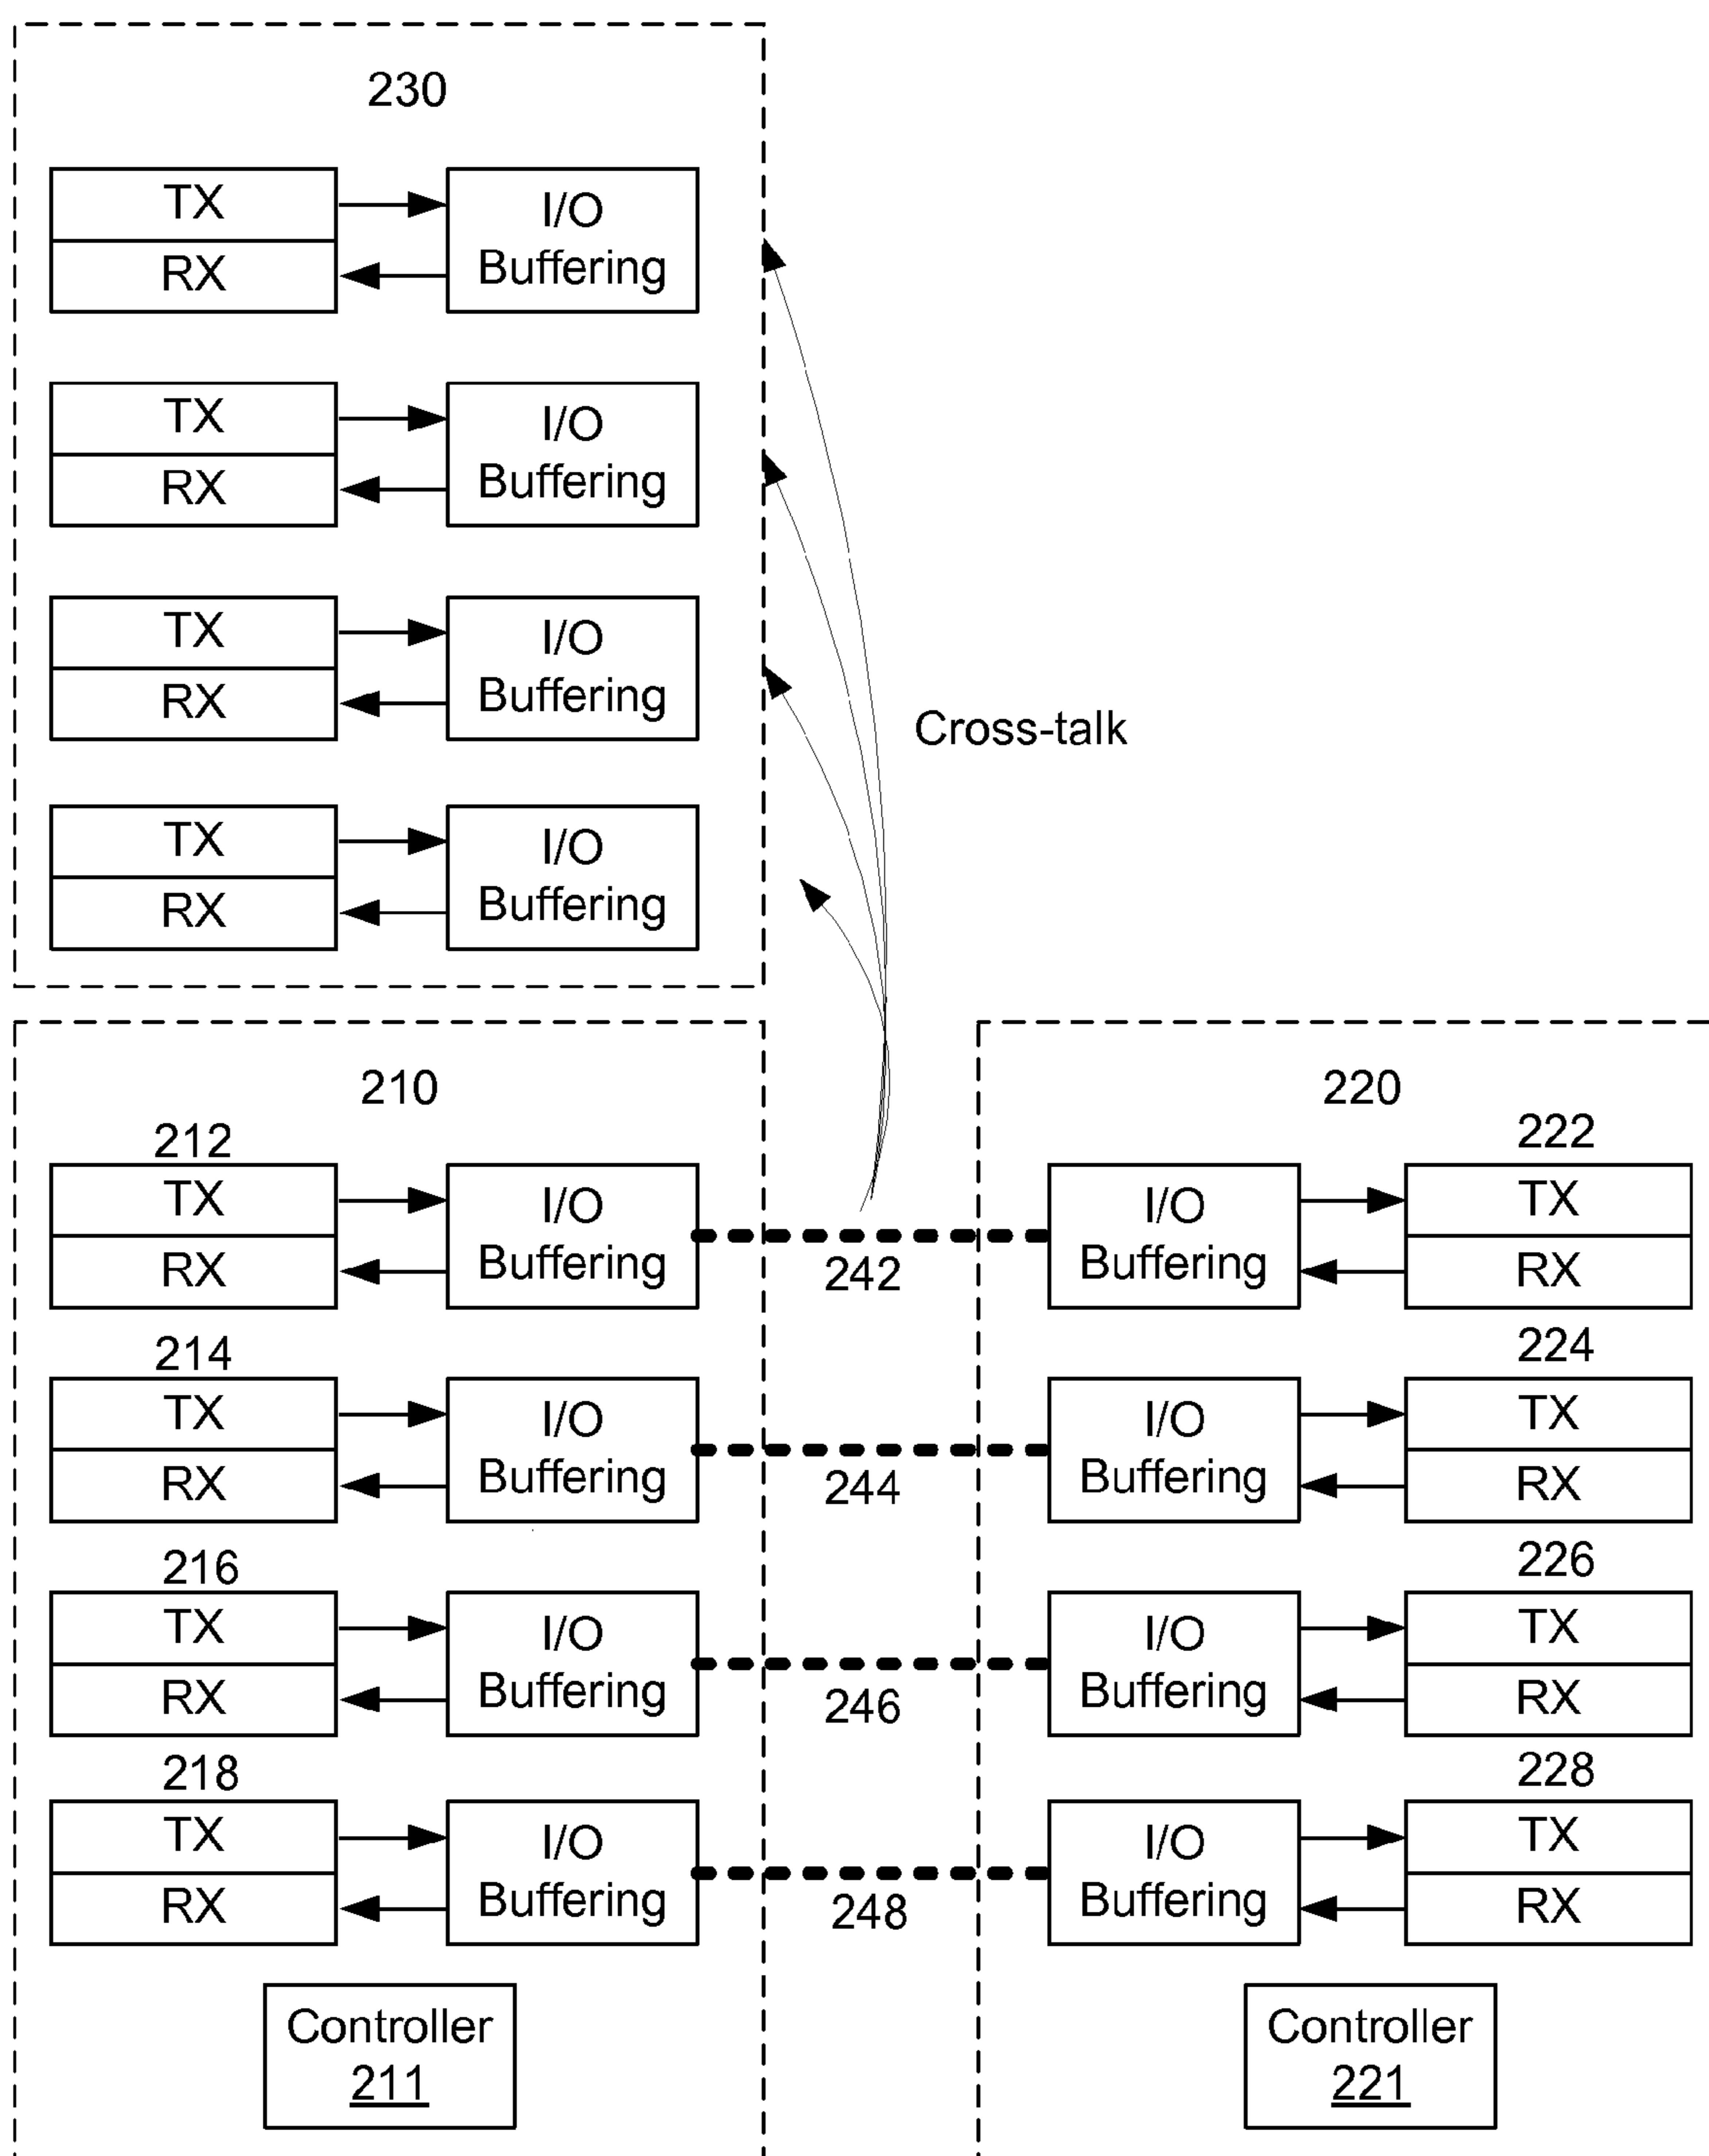 230
TX
I/O
RX
Buffering
TX
I/O
RX
Buffering
TX
I/O
RX
Buffering
Cross-talk
TX
I/O
RX
Buffering
210
212
TX
I/O
RX
Buffering
214
TX
I/O
RX
Buffering
216
TX
I/O
RX
Buffering
218
TX
I/O
RX
Buffering
Controller
211
242
244
246
248
220
222
I/O
TX
Buffering
RX
224
I/O
TX
Buffering
RX
226
I/O
TX
Buffering
RX
228
I/O
TX
Buffering
RX
Controller
221